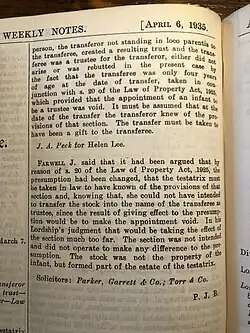 WEEKLY NOTES. [APRIL 6, 1935.
person, the transferor not standing in loco parentis to
the transferee, created a resulting trust and the trans-
feree was a trustee for the transferor, either did not
arise or was rebutted in the present case by
the fact that the transferee was only four years
of age at the date of transfer, taken in con-
junction with s. 20 of the Law of Property Act, 1925,
which provided that the appointment of an infant to
be a trustee was void. It must be assumed that at the
date of the transfer the transferor knew of the pro-
visions of that section. The transfer must be taken to
have been a gift to the transferee.
J. A. Peck for Helen Lee.
FARWELL J. said that it had been argued that by
reason of s. 20 of the Law of Property Act, 1925, the
presumption had been changed, that the testatrix must
be taken in law to have known of the provisions of that
section and, knowing that, she could not have intended
to transfer the stock into the name of the transferee as
trustee, since the result of giving effect to the presump-
tion would be to make the appointment void. In his
Lordship's judgment that would be taking the effect of
the section much too far. The section was not intended
and did not operate to make any difference to the pre-
sumption. The stock was not the property of the
infant, but formed part of the estate of the testatrix.
Solicitors: Parker, Garrett & Co.; Torr & Co.
P. J. B.
e.
March 7.
nsferor
trust—
er—Law